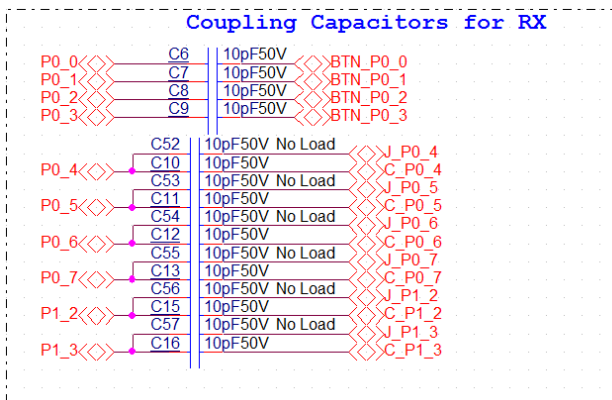 Coupling Capacitors for RX
P0_0 C6 10pF50V BTN_P0_0
P0_1 C7 10pF50V BTN_P0_1
P0_2 C8 10pF50V BTN_P0_2
P0_3 C9 10pF50V BTN_P0_3
C52 10pF50V No Load J_P0_4
P0_4 C10 10pF50V C_P0_4
C53 10pF50V No Load J_P0_5
P0_5 C11 10pF50V C_P0_5
C54 10pF50V No Load J_P0_6
P0_6 C12 10pF50V C_P0_6
C55 10pF50V No Load J_P0_7
P0_7 C13 10pF50V C_P0_7
C56 10pF50V No Load J_P1_2
P1_2 C15 10pF50V C_P1_2
C57 10pF50V No Load J_P1_3
P1_3 C16 10pF50V C_P1_3